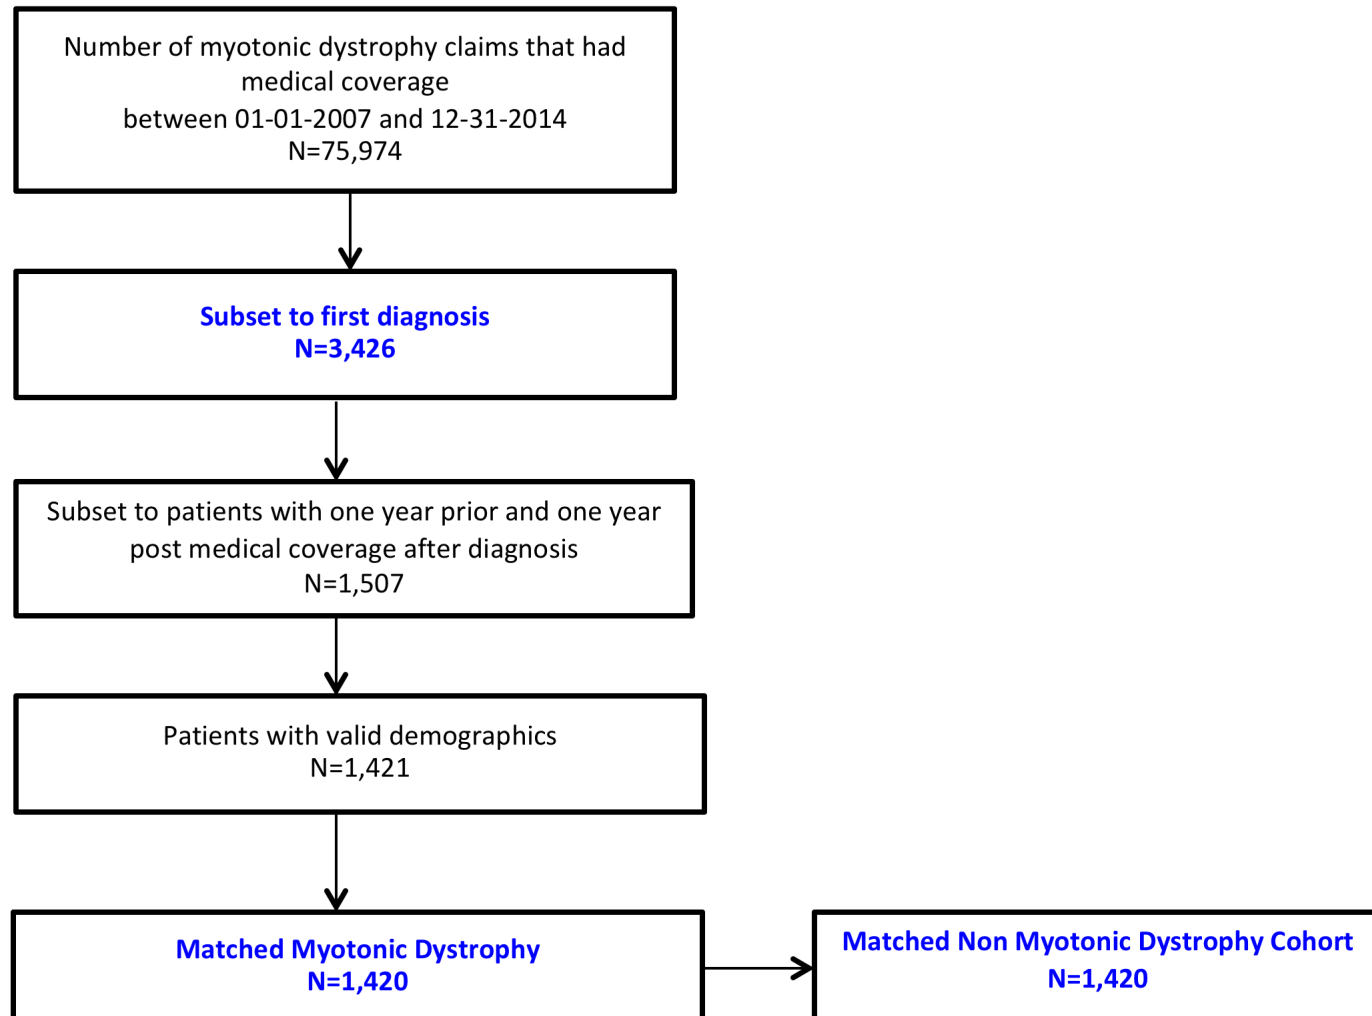 Number of myotonic dystrophy claims that had
medical coverage
between 01-01-2007 and 12-31-2014
N=75,974
Subset to first diagnosis
N=3,426
Subset to patients with one year prior and one year
post medical coverage after diagnosis
N=1,507
Patients with valid demographics
N=1,421
Matched Myotonic Dystrophy
N=1,420
Matched Non Myotonic Dystrophy Cohort
N=1,420